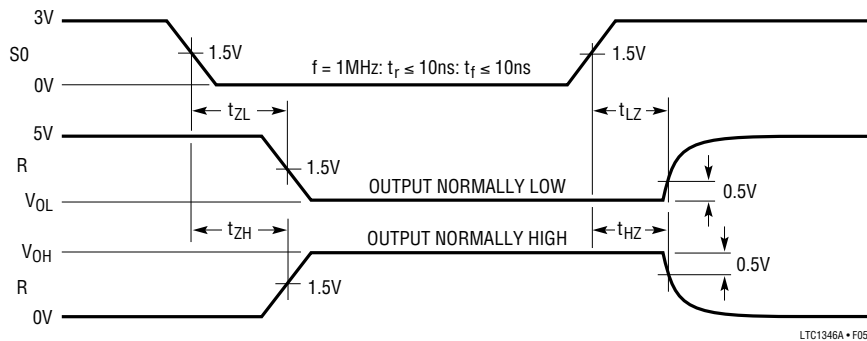 3V
S0
1.5V
f = 1MHz: tr ≤ 10ns: tf ≤ 10ns
1.5V
0V
tZL
tLZ
5V
R
1.5V
OUTPUT NORMALLY LOW
0.5V
VOL
tZH
OUTPUT NORMALLY HIGH
tHZ
VOH
0.5V
R
1.5V
0V
LTC1346A • F05